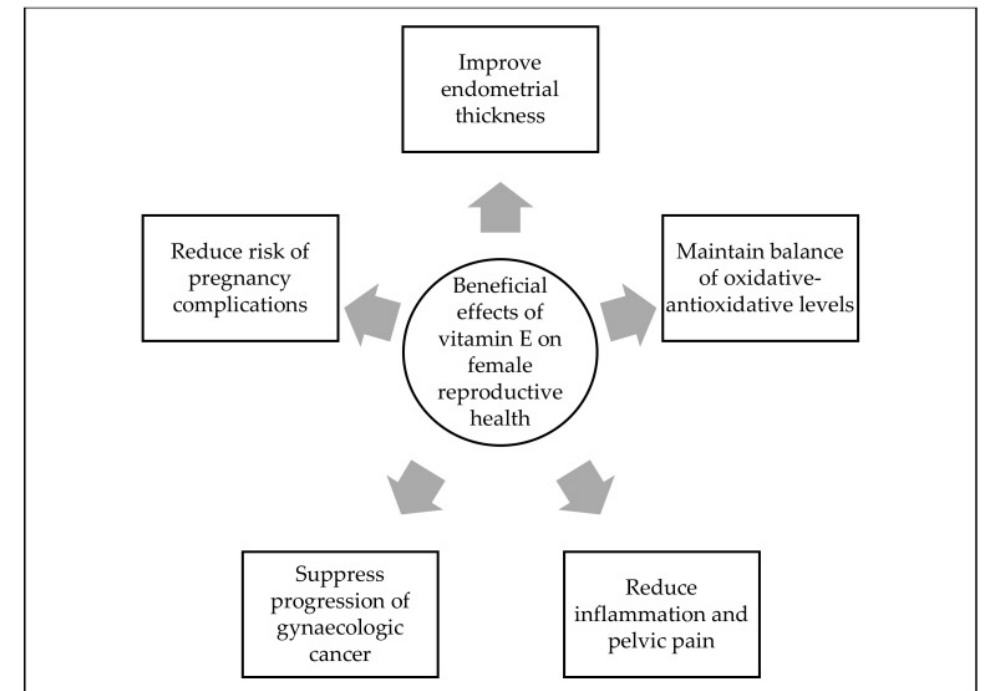 Improve
endometrial
thickness
Reduce risk of
pregnancy
complications
Maintain balance
of oxidative-
antioxidative levels
Beneficial
effects of
vitamin E on
female
reproductive
health
Suppress
progression of
gynaecologic
cancer
Reduce
inflammation and
pelvic pain